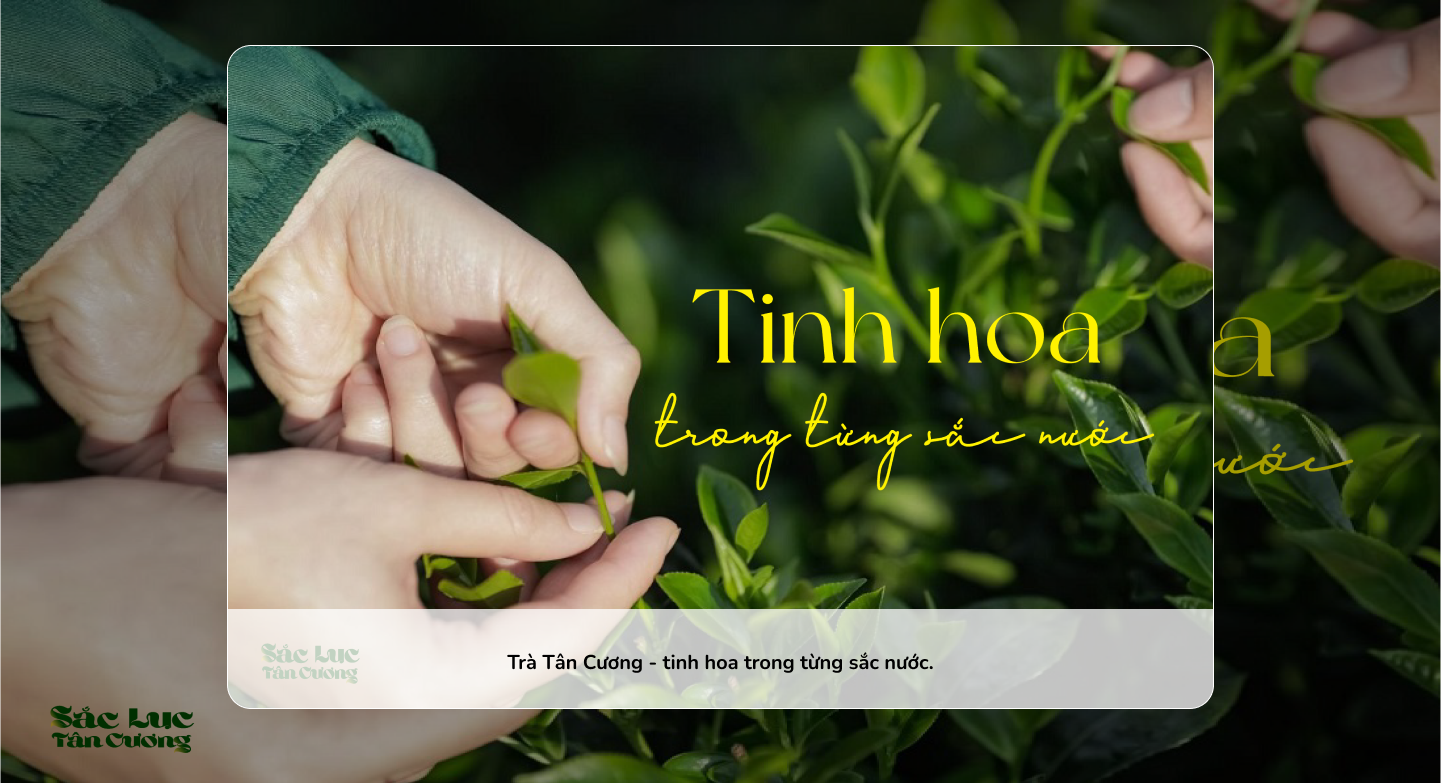 Tinh hoa
a
trong từng sắc nước
ước
Sắc Lục
Tân Cương
Trà Tân Cương - tinh hoa trong từng sắc nước.
Sắc Lục
Tân Cương